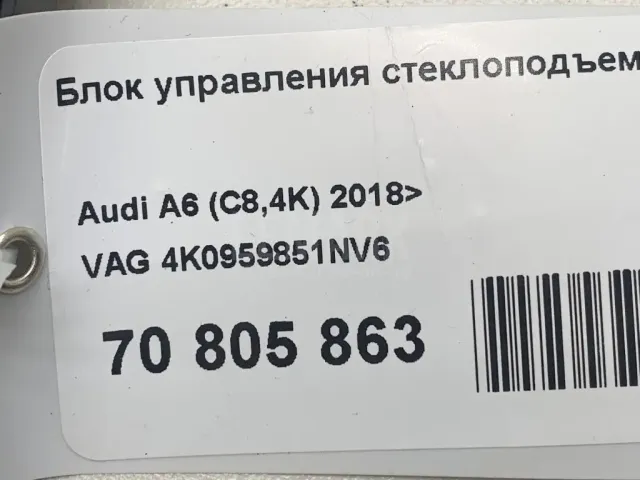 Блок управления стеклоподъем
Audi A6 (C8,4K) 2018>
VAG 4K0959851NV6
70 805 863